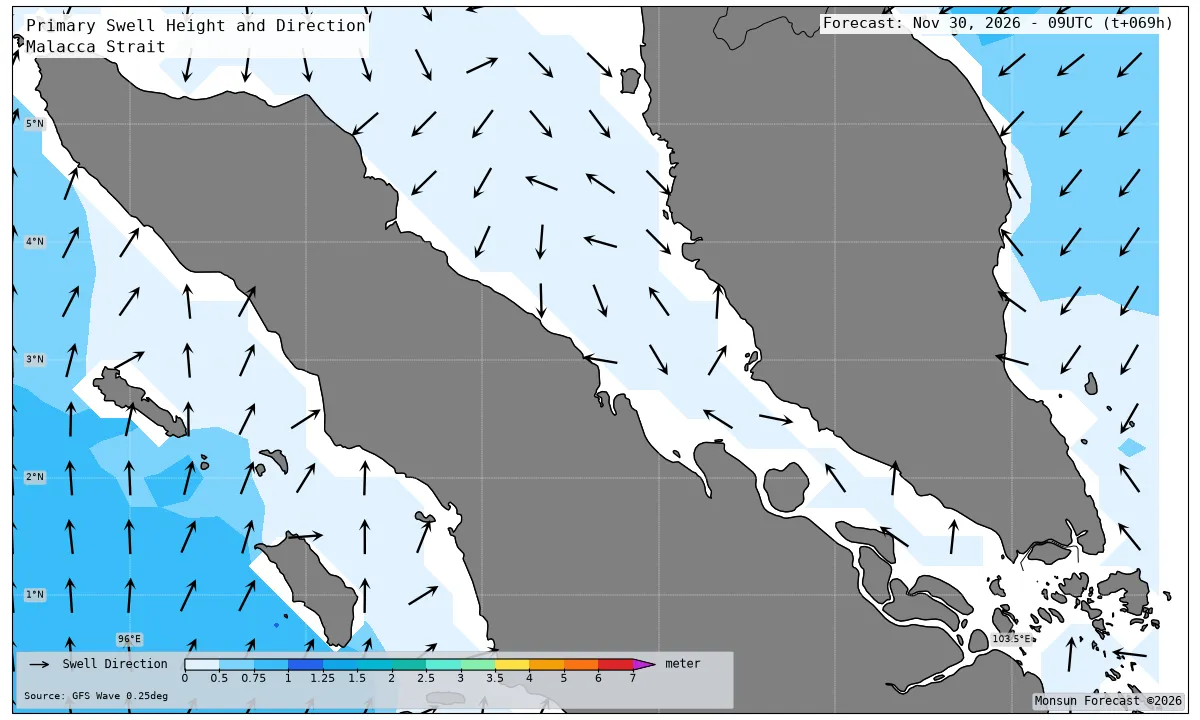 Primary Swell Height and Direction
Malacca Strait
Forecast: Nov 30, 2026 - 09UTC (t+069h)
5°N
4°N
3°N
2°N
1°N
96°E
103.5°E
Swell Direction
0 0.5 0.75 1 1.25 1.5 2 2.5 3 3.5 4 5 6 7
meter
Source: GFS Wave 0.25deg
Monsun Forecast ©2026